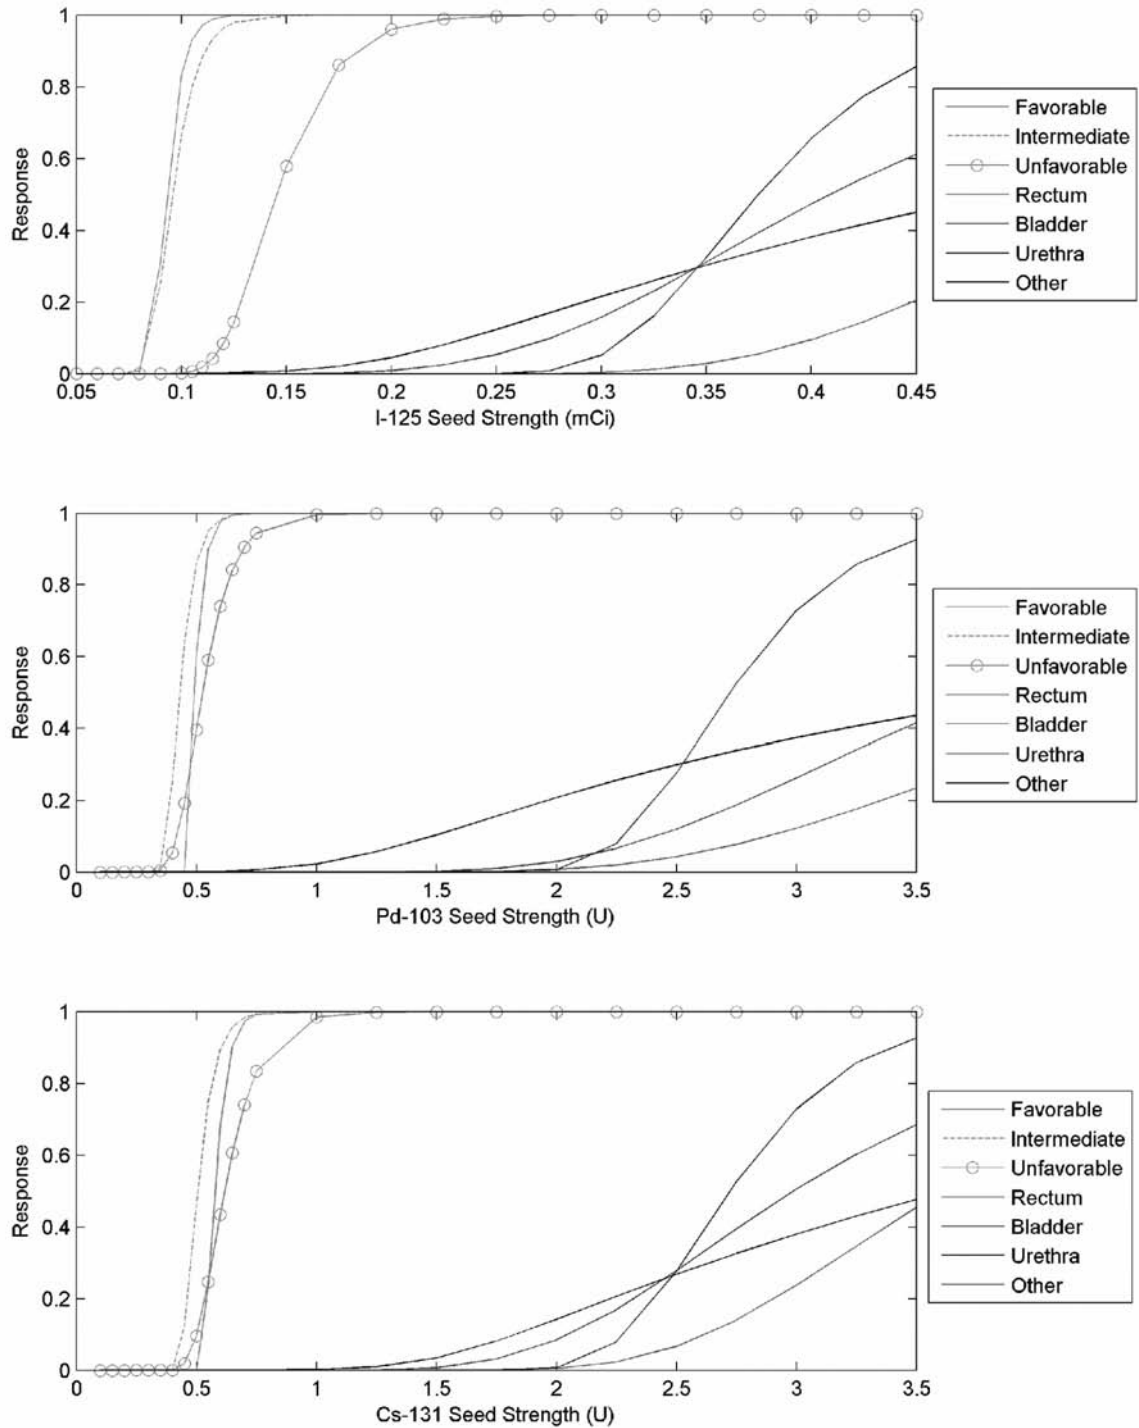 1
0.8
0.6
0.4
0.2
0
Response
0.05 0.1 0.15 0.2 0.25 0.3 0.35 0.4 0.45
I-125 Seed Strength (mCi)
Favorable
Intermediate
Unfavorable
Rectum
Bladder
Urethra
Other
1
0.8
0.6
0.4
0.2
0
Response
0 0.5 1 1.5 2 2.5 3 3.5
Pd-103 Seed Strength (U)
Favorable
Intermediate
Unfavorable
Rectum
Bladder
Urethra
Other
1
0.8
0.6
0.4
0.2
0
Response
0 0.5 1 1.5 2 2.5 3 3.5
Cs-131 Seed Strength (U)
Favorable
Intermediate
Unfavorable
Rectum
Bladder
Urethra
Other